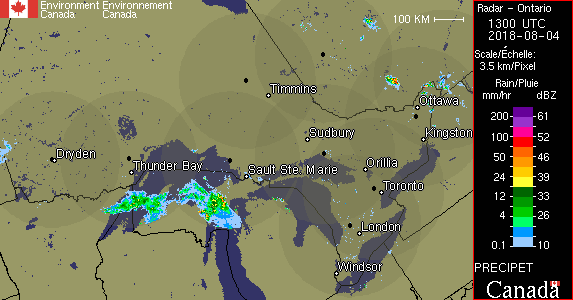 Environment Environnement
Canada Canada
100 KM
Timmins
Ottawa
Sudbury
Kingston
Dryden
Thunder Bay
Sault Ste. Marie
Orillia
Toronto
London
Windsor
Radar - Ontario
1300 UTC
2018-08-04
Scale/Échelle:
3.5 km/Pixel
Rain/Pluie
mm/hr dBZ
200 61
100 52
50 46
24 39
12 33
4 26
0.1 10
PRECIPET
Canada